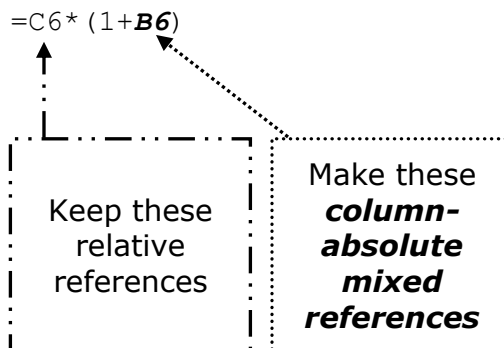 =C6*(1+B6)
Keep these
relative
references
Make these
column-
absolute
mixed
references